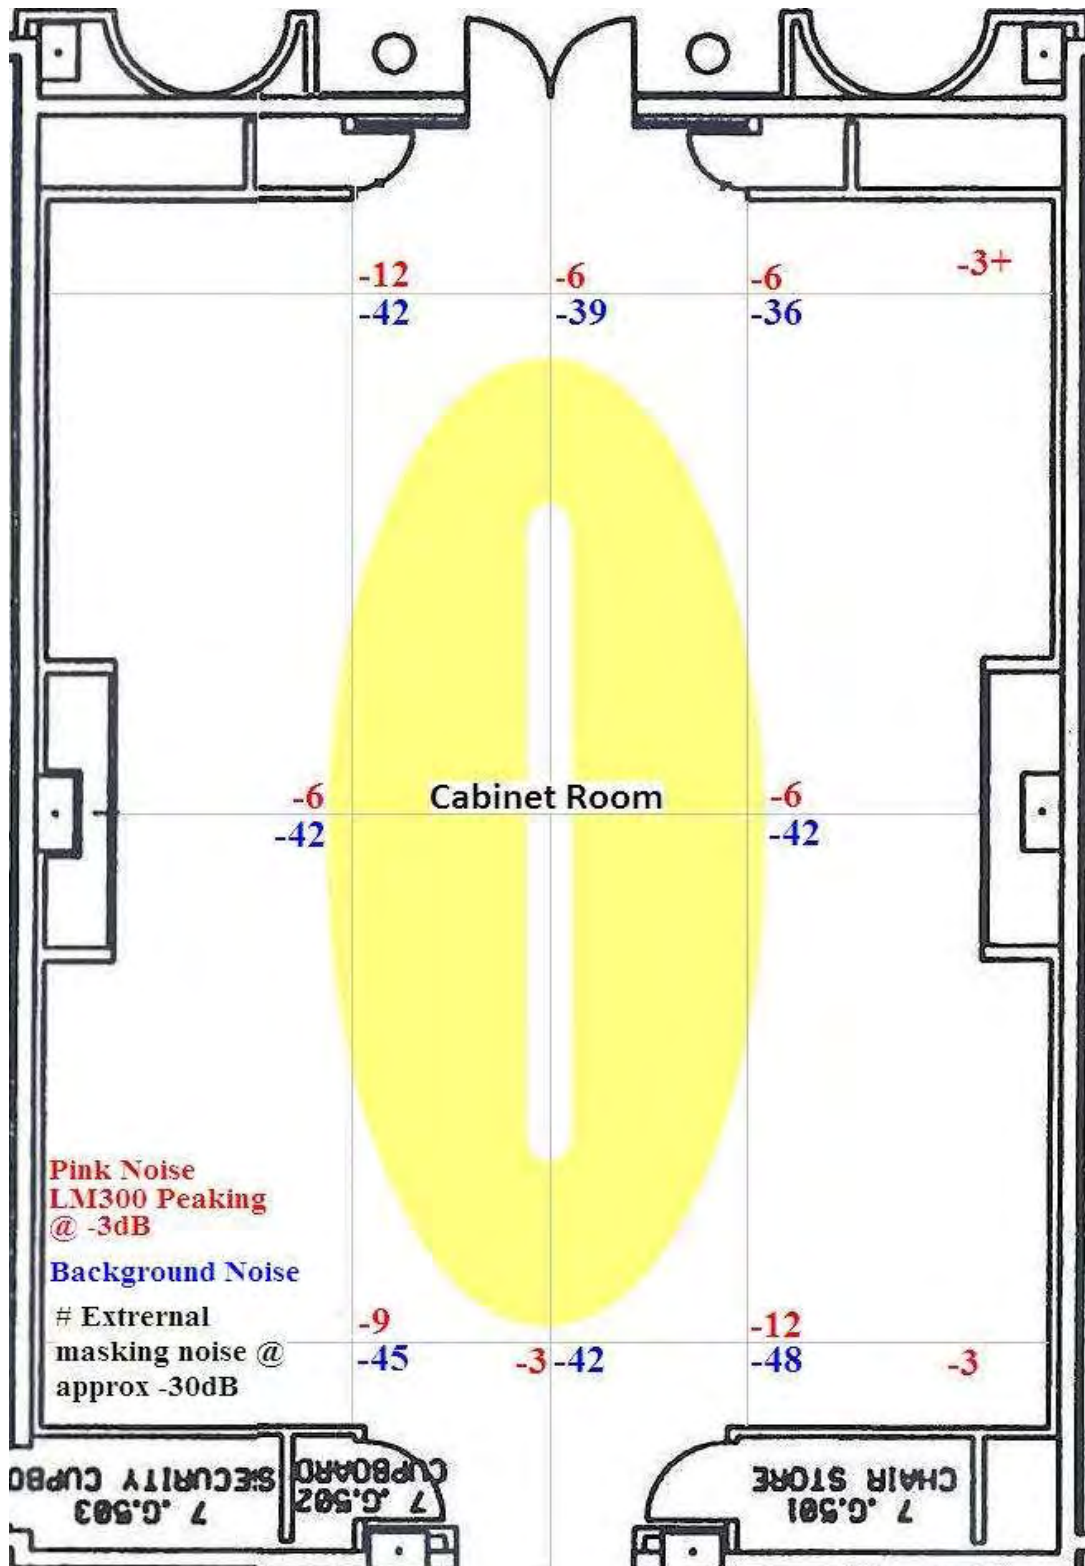 -12
-6
-6
-3+
-42
-39
-36
-6
Cabinet Room
-6
-42
-42
Pink Noise
LM300 Peaking
@ -3dB
Background Noise
# Extrernal
masking noise @
approx -30dB
-9
-12
-45
-3 -42
-48
-3
SECURITY CUPBO
7 .G.503
CUPBOARD
7 .G.502
CHAIR STORE
7 .G.501